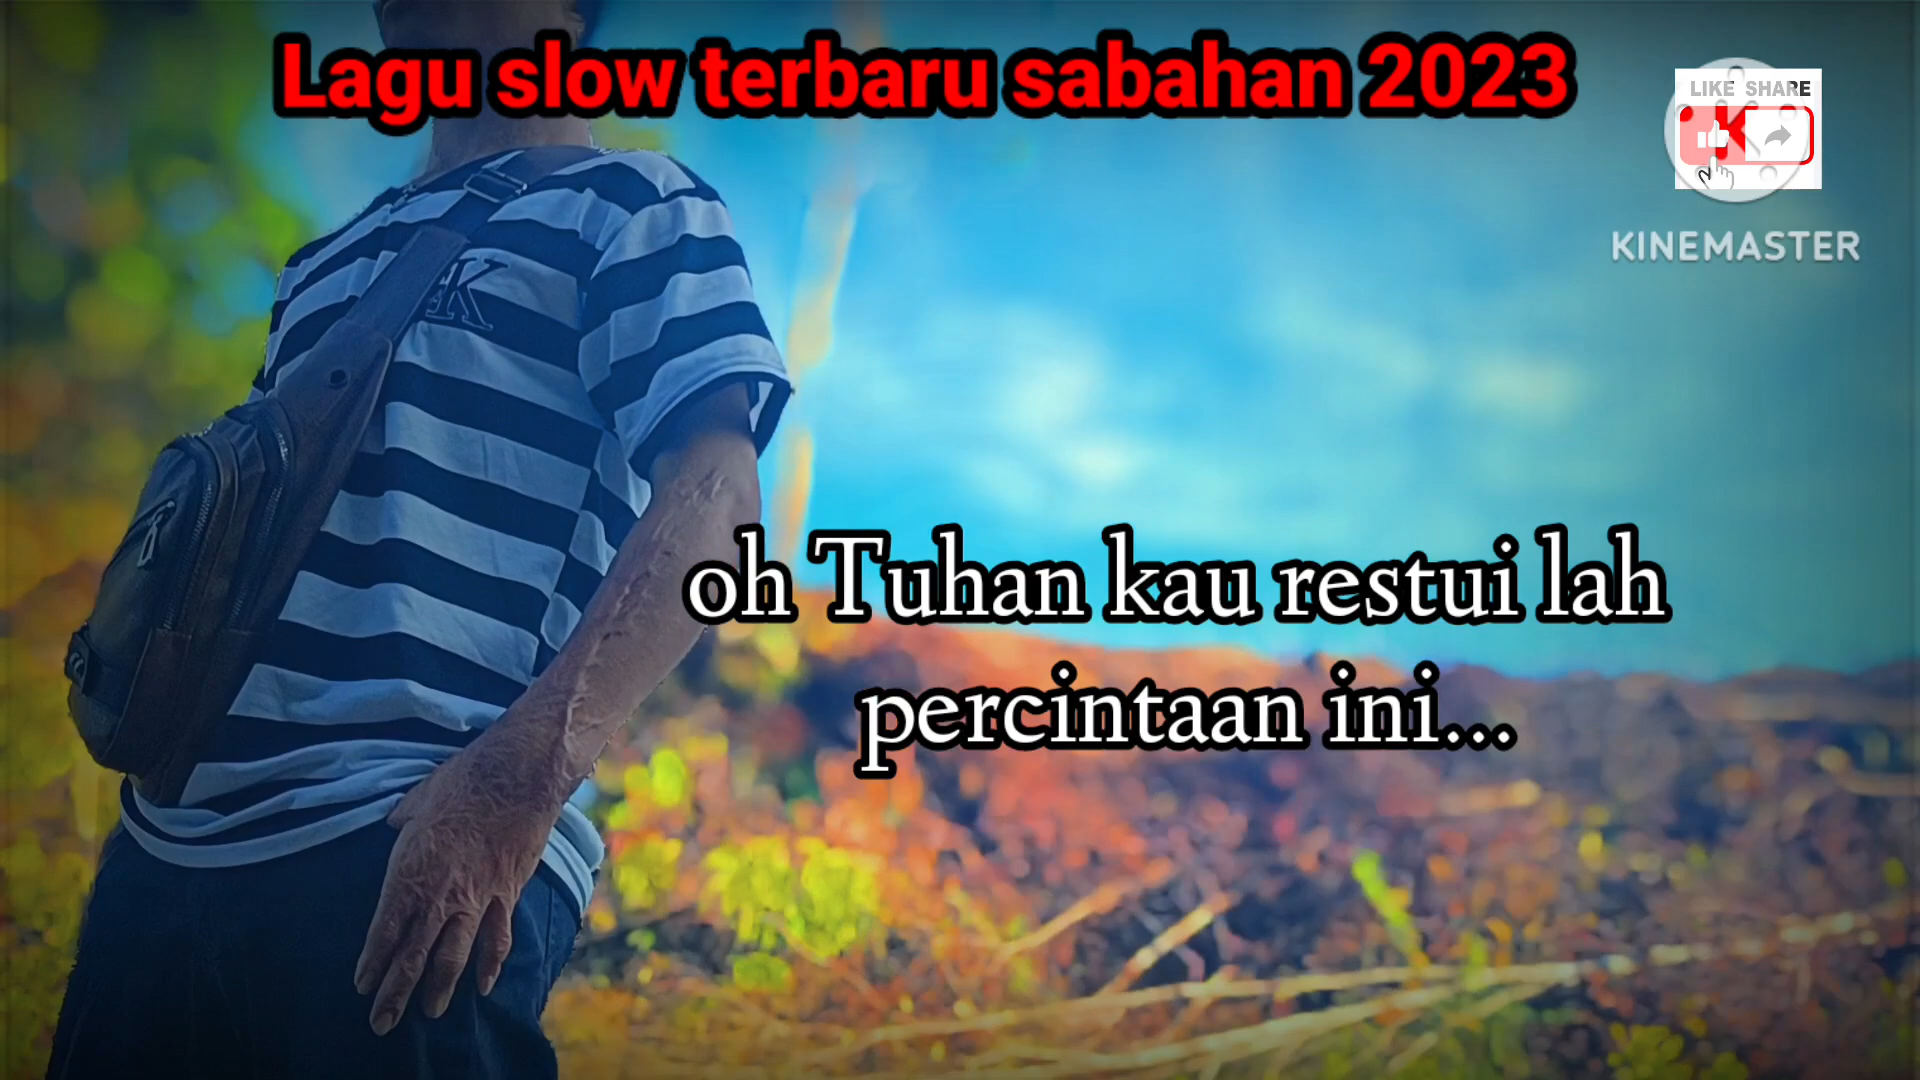 Lagu slow terbaru sabahan 2023
LIKE SHARE
K
KINEMASTER
K
oh Tuhan kau restui lah
percintaan ini...